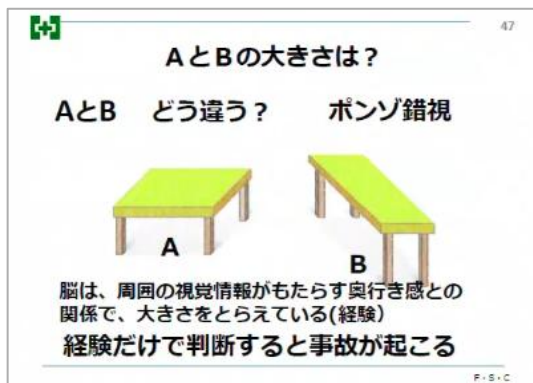 47
AとBの大きさは？
AとB どう違う？ ポンゾ錯視
A
B
脳は、周囲の視覚情報がもたらす奥行き感との
関係で、大きさをとらえている(経験）
経験だけで判断すると事故が起こる
F・S・C